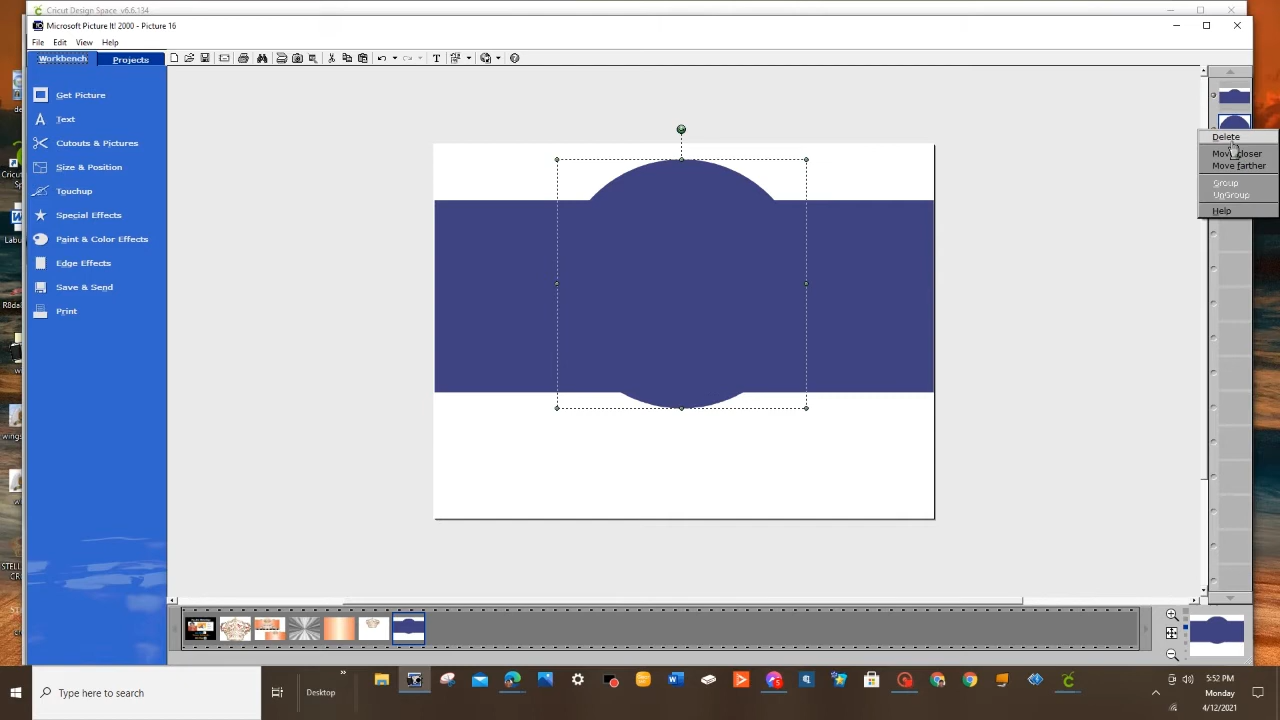 Cricut Design Space v6.6.134
Microsoft Picture It! 2000 - Picture 16
File Edit View Help
Workbench Projects
Get Picture
Text
Cutouts & Pictures
Size & Position
Touchup
Special Effects
Paint & Color Effects
Edge Effects
Save & Send
Print
Delete
Move closer
Move farther
Group
UnGroup
Help
Type here to search
Desktop
5:52 PM
Monday
4/12/2021